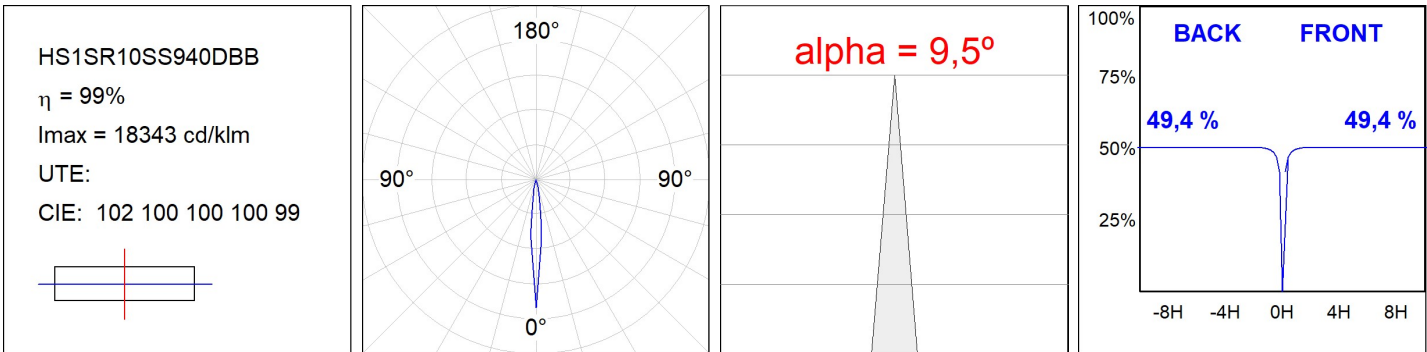 HS1SR10SS940DBB
η = 99%
Imax = 18343 cd/klm
UTE:
CIE: 102 100 100 100 99
180°
90° 90°
0°
alpha = 9,5º
100%
BACK FRONT
75%
49,4 % 49,4 %
50%
25%
-8H -4H 0H 4H 8H